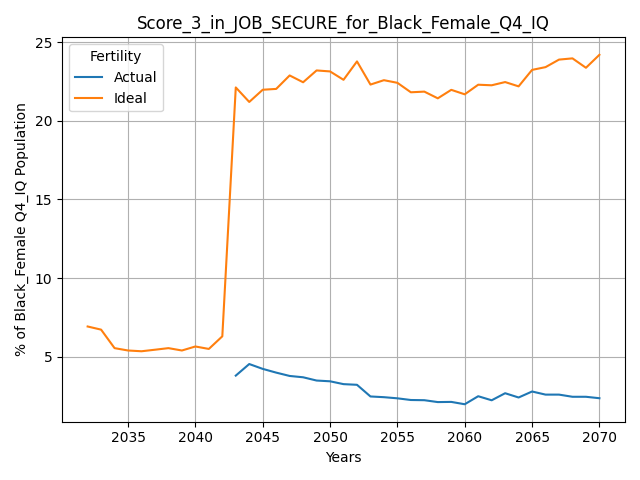 Score_3_in_JOB_SECURE_for_Black_Female_Q4_IQ
Fertility
Actual
Ideal
25
20
15
10
5
% of Black_Female Q4_IQ Population
2035 2040 2045 2050 2055 2060 2065 2070
Years